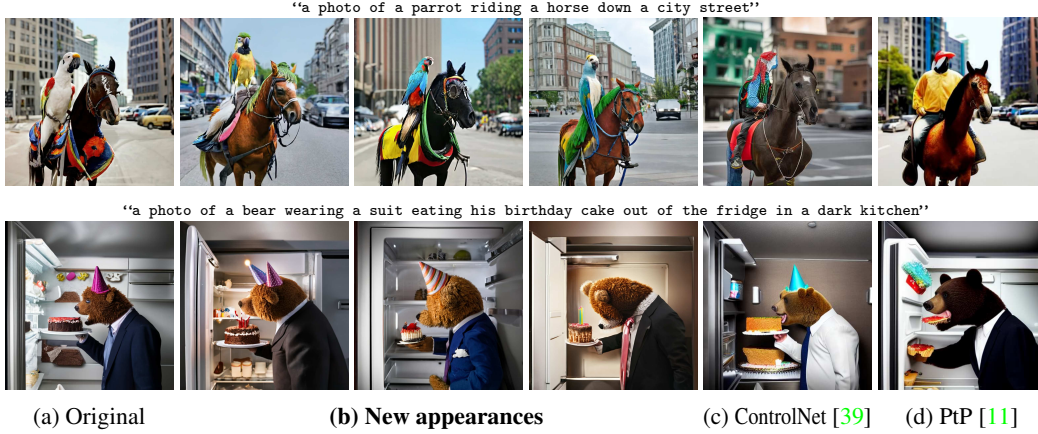 “a photo of a parrot riding a horse down a city street”
“a photo of a bear wearing a suit eating his birthday cake out of the fridge in a dark kitchen”
(a) Original (b) New appearances (c) ControlNet [39] (d) PtP [11]